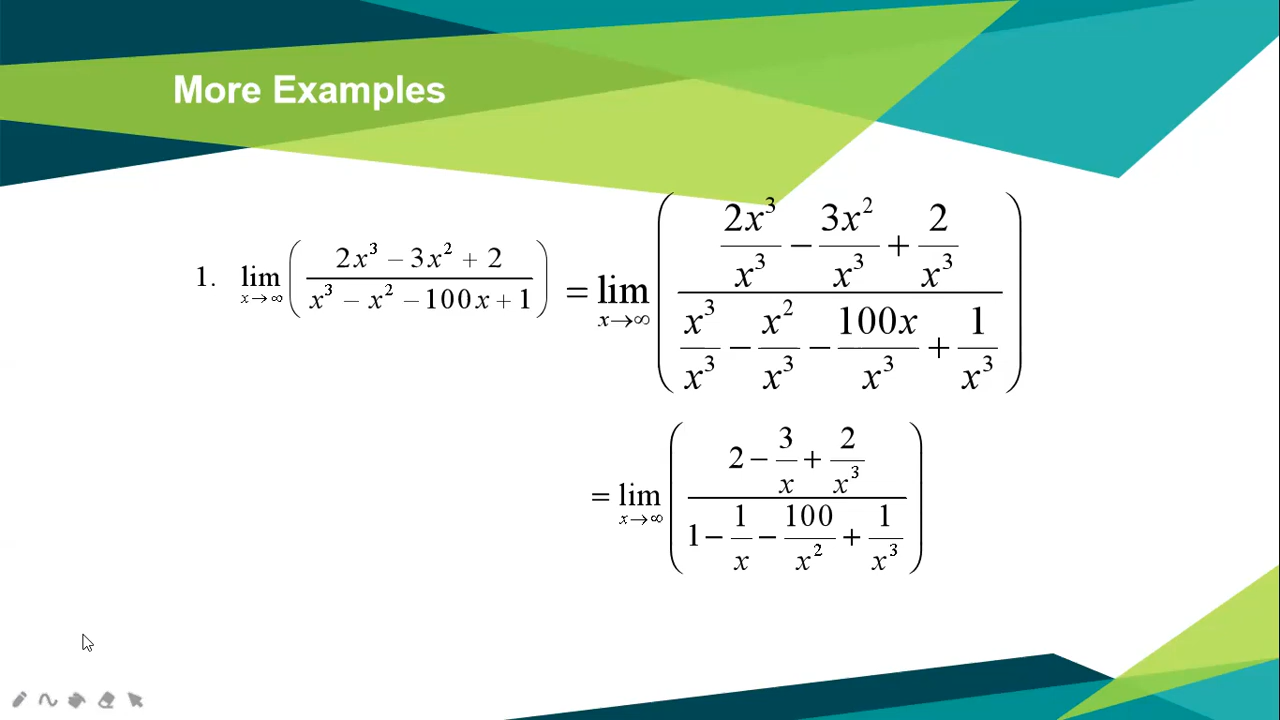 More Examples
1. lim x→∞ ( (2x³ − 3x² + 2) / (x³ − x² − 100x + 1) ) = lim x→∞ ( (2x³/x³ − 3x²/x³ + 2/x³) / (x³/x³ − x²/x³ − 100x/x³ + 1/x³) )
= lim x→∞ ( (2 − 3/x + 2/x³) / (1 − 1/x − 100/x² + 1/x³) )